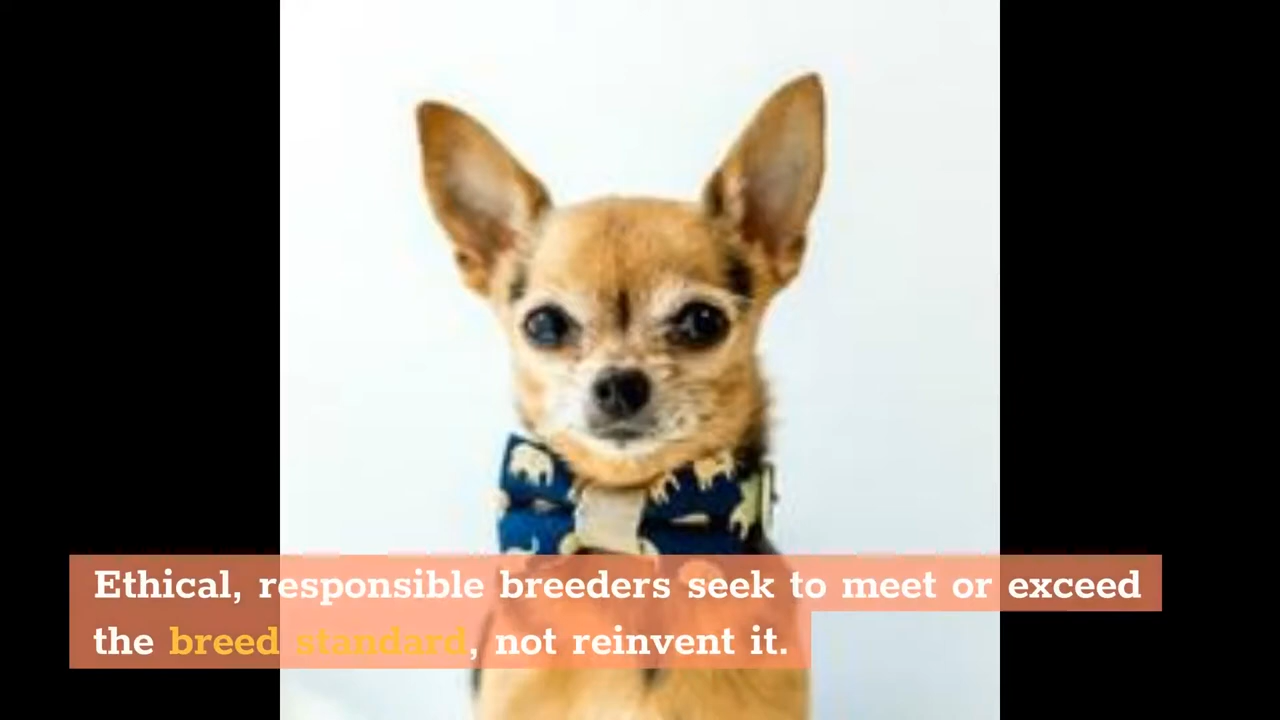 Ethical, responsible breeders seek to meet or exceed
the breed standard, not reinvent it.